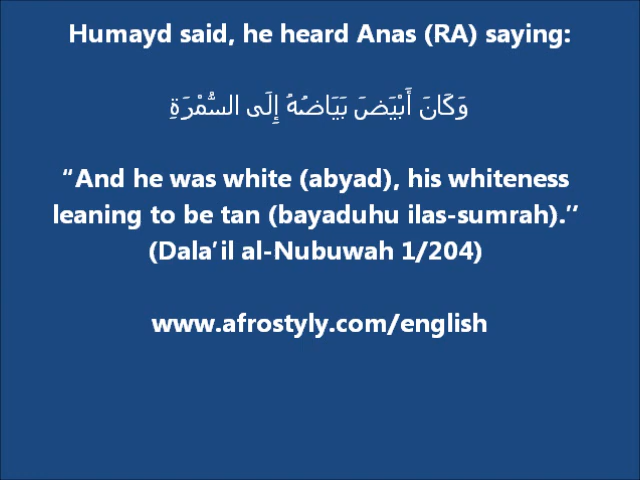 Humayd said, he heard Anas (RA) saying:
وَكَانَ أَبْيَضَ بَيَاضُهُ إِلَى السُّمْرَةِ
“And he was white (abyad), his whiteness
leaning to be tan (bayaduhu ilas-sumrah).’’
(Dala’il al-Nubuwah 1/204)
www.afrostyly.com/english